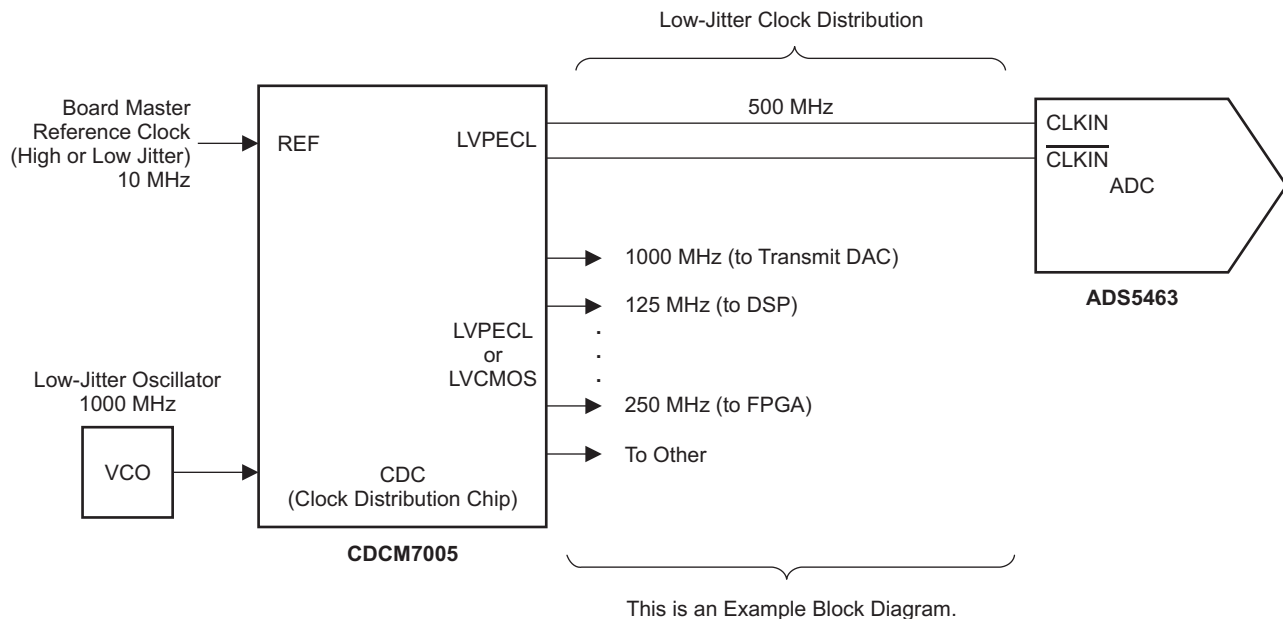 Low-Jitter Clock Distribution
Board Master
Reference Clock
(High or Low Jitter)
10 MHz
REF
LVPECL
500 MHz
CLKIN
CLKIN
ADC
ADS5463
1000 MHz (to Transmit DAC)
125 MHz (to DSP)
LVPECL
or
LVCMOS
.
.
.
250 MHz (to FPGA)
To Other
Low-Jitter Oscillator
1000 MHz
VCO
CDC
(Clock Distribution Chip)
CDCM7005
This is an Example Block Diagram.